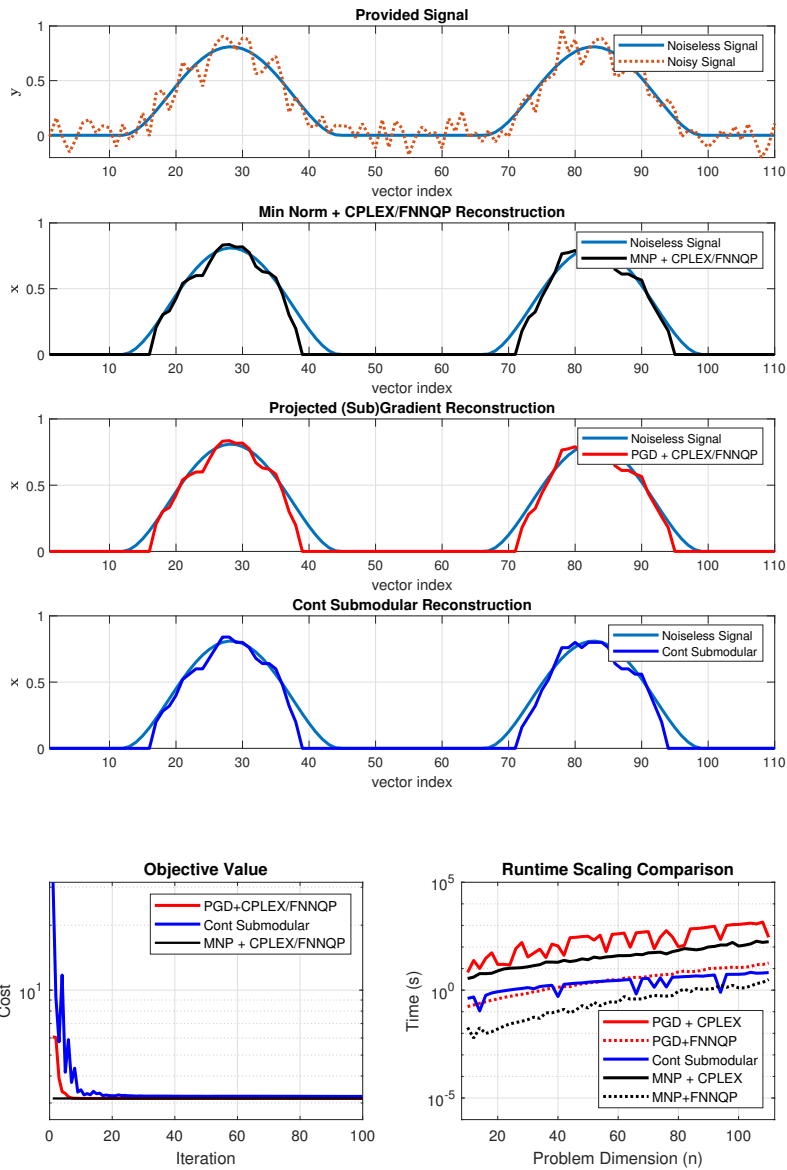 Provided Signal
1
0.5
0
y
Noiseless Signal
Noisy Signal
10 20 30 40 50 60 70 80 90 100 110
vector index
Min Norm + CPLEX/FNNQP Reconstruction
1
0.5
0
x
Noiseless Signal
MNP + CPLEX/FNNQP
10 20 30 40 50 60 70 80 90 100 110
vector index
Projected (Sub)Gradient Reconstruction
1
0.5
0
x
Noiseless Signal
PGD + CPLEX/FNNQP
10 20 30 40 50 60 70 80 90 100 110
vector index
Cont Submodular Reconstruction
1
0.5
0
x
Noiseless Signal
Cont Submodular
10 20 30 40 50 60 70 80 90 100 110
vector index
Objective Value
PGD+CPLEX/FNNQP
Cont Submodular
MNP + CPLEX/FNNQP
10^1
Cost
0 20 40 60 80 100
Iteration
Runtime Scaling Comparison
10^5
10^0
10^-5
Time (s)
PGD + CPLEX
PGD+FNNQP
Cont Submodular
MNP + CPLEX
MNP+FNNQP
20 40 60 80 100
Problem Dimension (n)